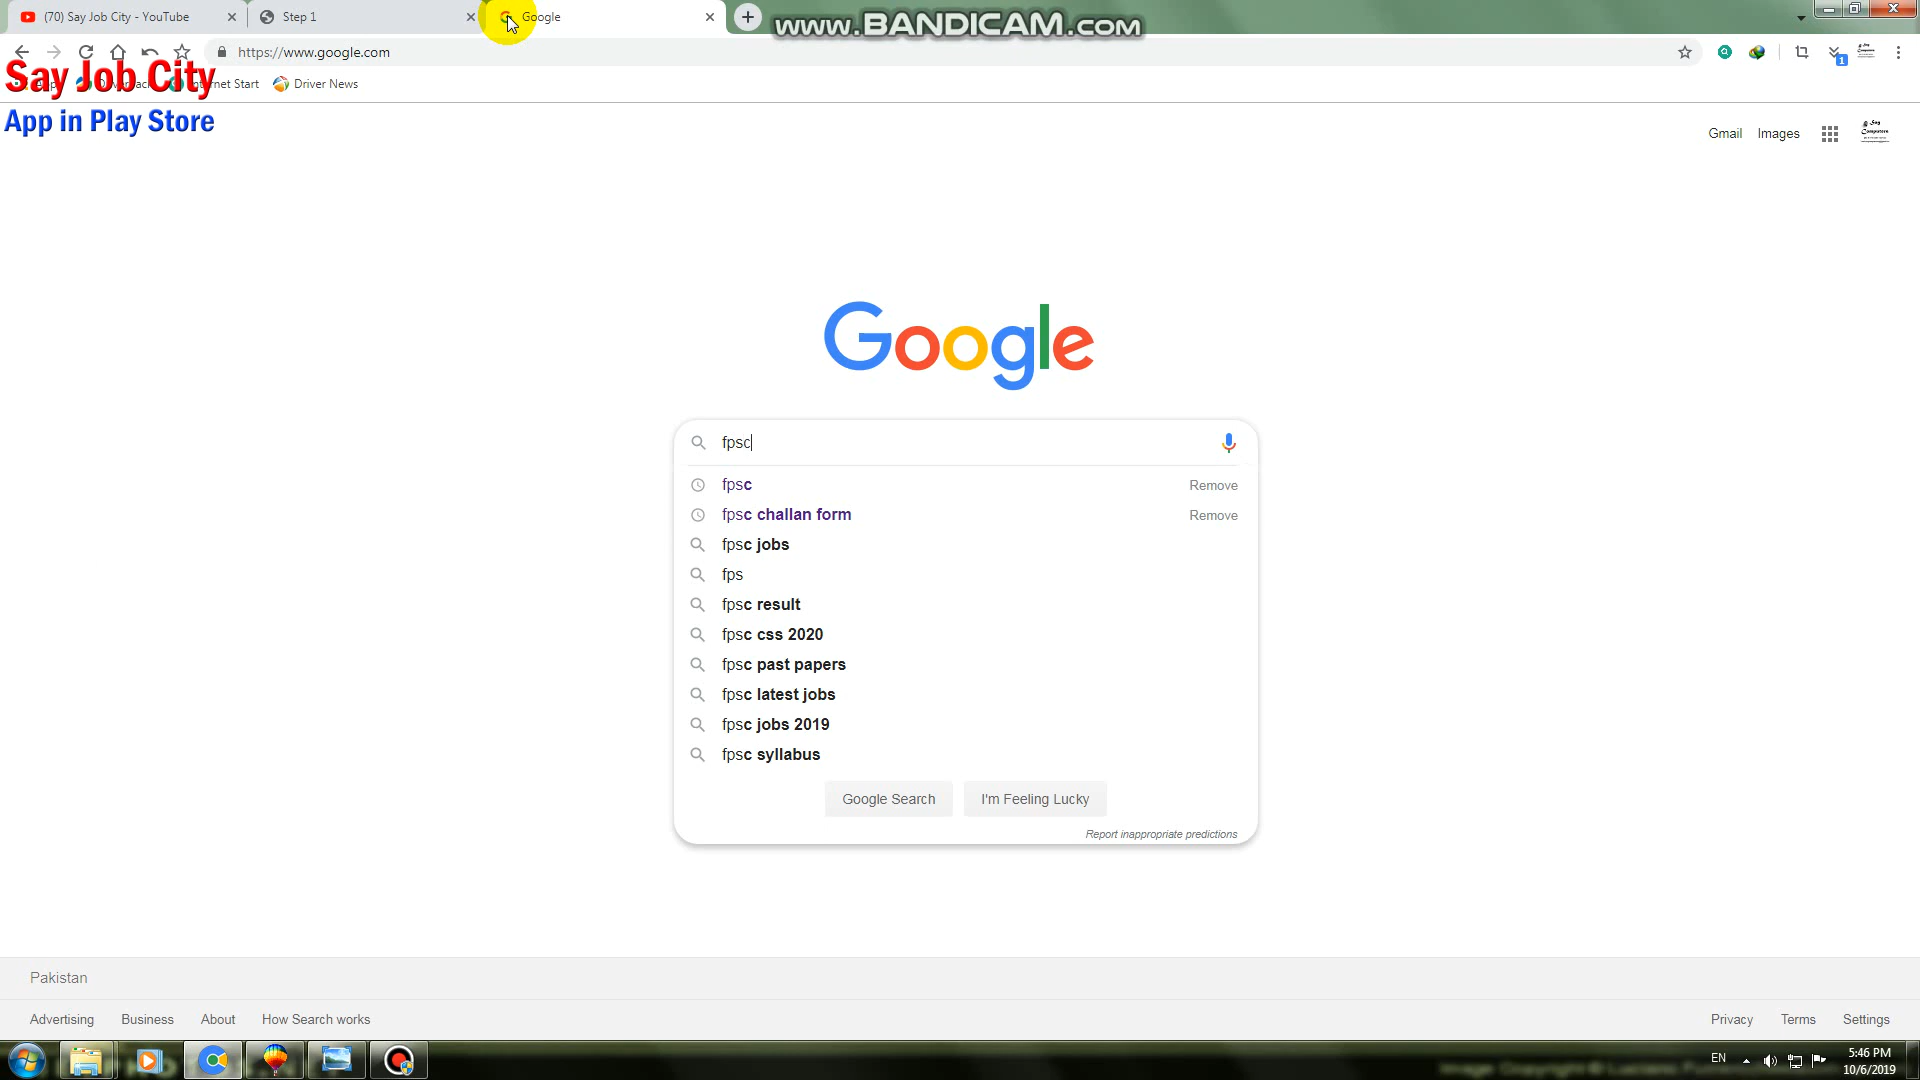 (70) Say Job City - YouTube
Step 1
Google
www.BANDICAM.com
https://www.google.com
Say Job City
Internet Start
Driver News
App in Play Store
Gmail
Images
Say
Computers
Google
fpsc
fpsc
Remove
fpsc challan form
Remove
fpsc jobs
fps
fpsc result
fpsc css 2020
fpsc past papers
fpsc latest jobs
fpsc jobs 2019
fpsc syllabus
Google Search
I'm Feeling Lucky
Report inappropriate predictions
Pakistan
Advertising
Business
About
How Search works
Privacy
Terms
Settings
EN
5:46 PM
10/6/2019